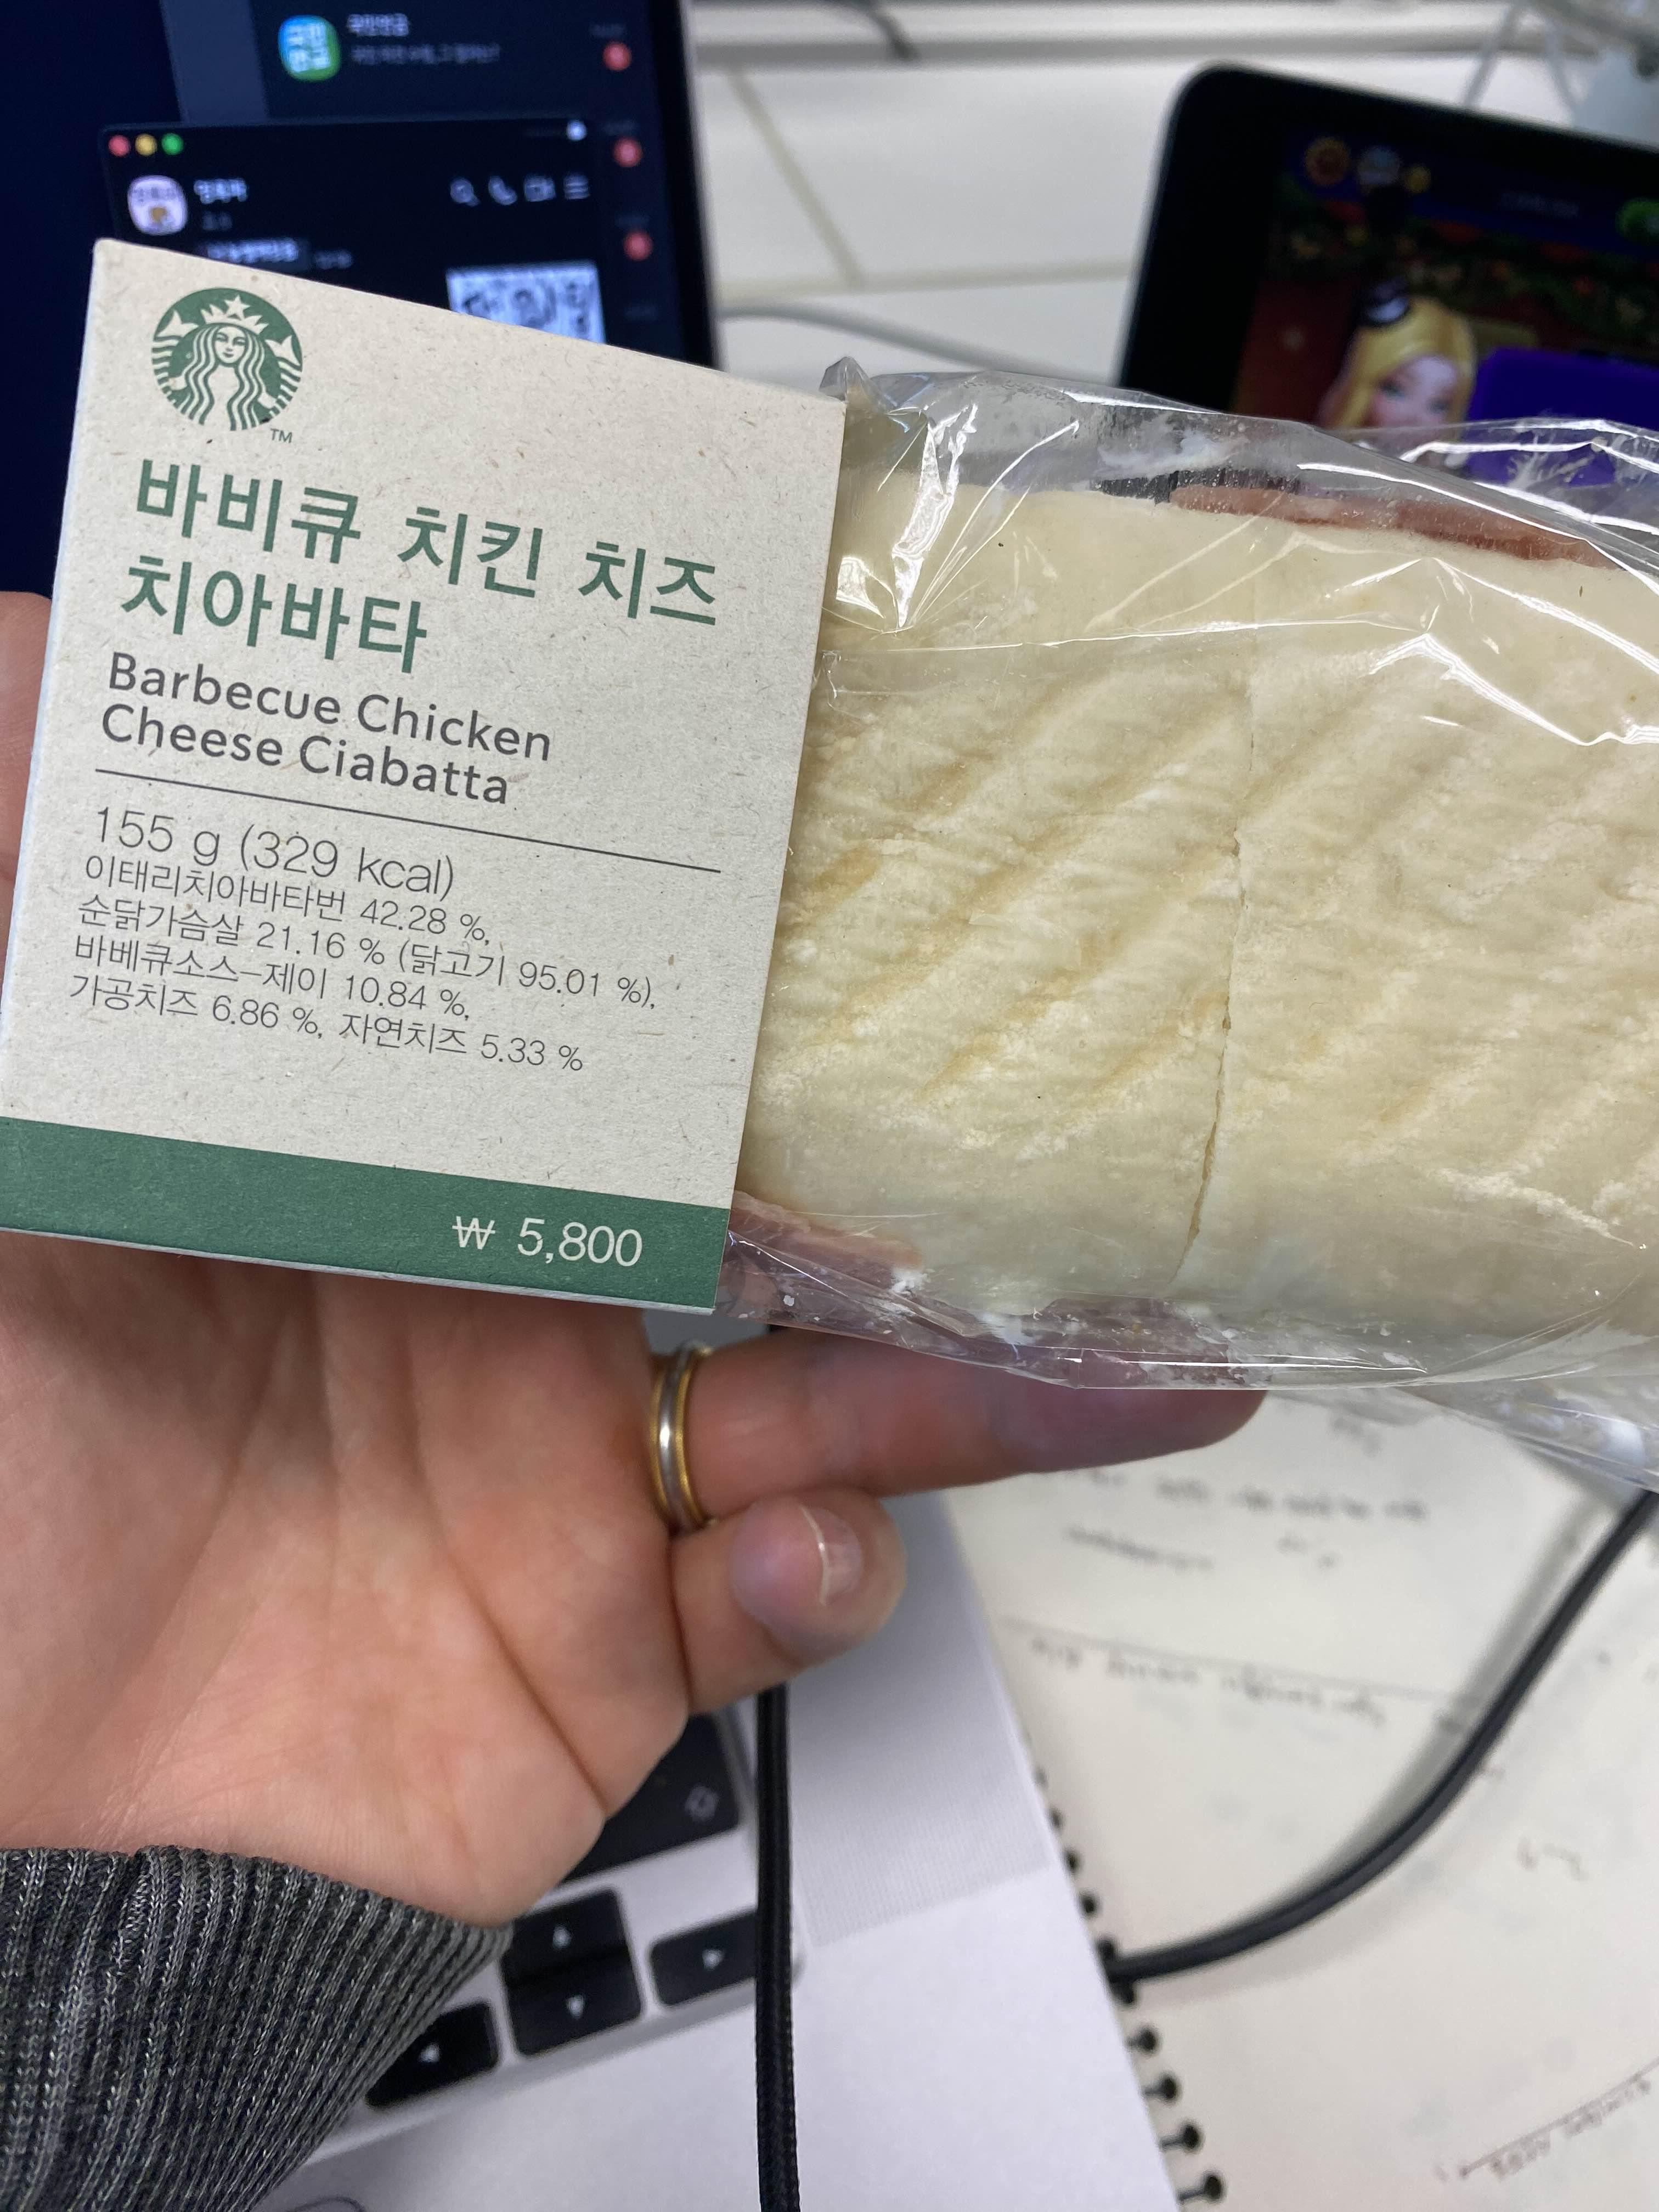 TM
바비큐 치킨 치즈
치아바타
Barbecue Chicken
Cheese Ciabatta
155 g (329 kcal)
이태리치아바타번 42.28 %,
순닭가슴살 21.16 % (닭고기 95.01 %),
바베큐소스-제이 10.84 %,
가공치즈 6.86 %, 자연치즈 5.33 %
₩ 5,800